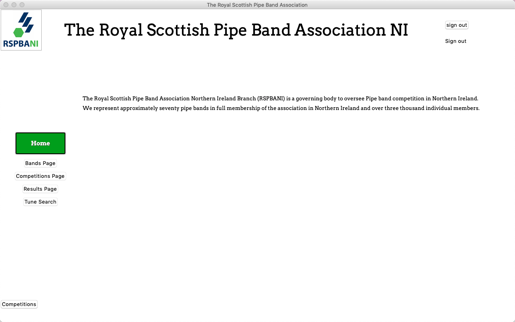 The Royal Scottish Pipe Band Association
RSPBANI
The Royal Scottish Pipe Band Association NI
sign out
Sign out
The Royal Scottish Pipe Band Association Northern Ireland Branch (RSPBANI) is a governing body to oversee Pipe band competition in Northern Ireland.
We represent approximately seventy pipe bands in full membership of the association in Northern Ireland and over three thousand individual members.
Home
Bands Page
Competitions Page
Results Page
Tune Search
Competitions